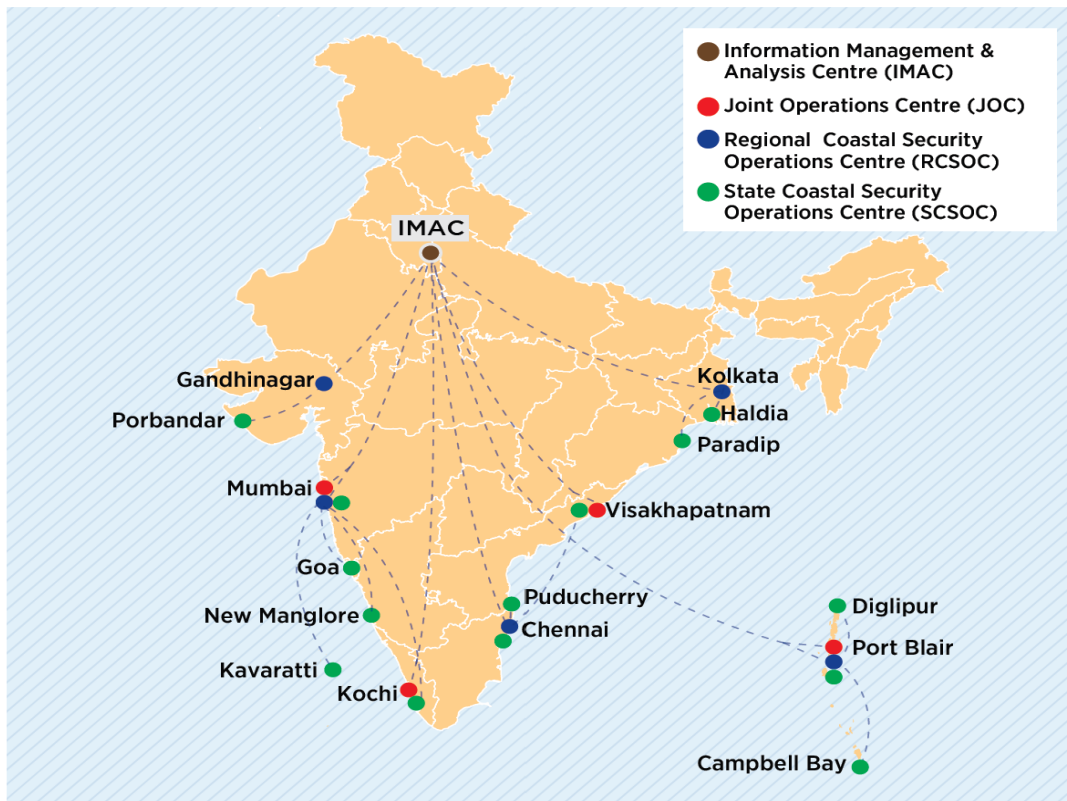 Information Management &
Analysis Centre (IMAC)
Joint Operations Centre (JOC)
Regional Coastal Security
Operations Centre (RCSOC)
State Coastal Security
Operations Centre (SCSOC)
IMAC
Gandhinagar
Kolkata
Porbandar
Haldia
Paradip
Mumbai
Visakhapatnam
Goa
Puducherry
Diglipur
New Manglore
Chennai
Port Blair
Kavaratti
Kochi
Campbell Bay